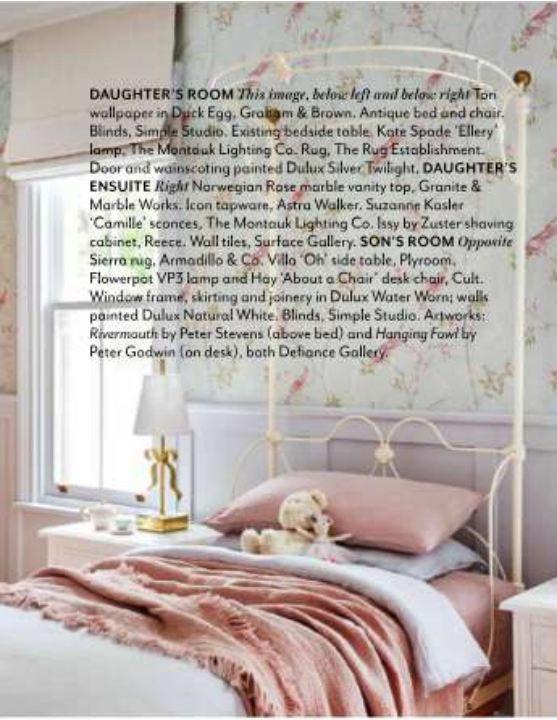 DAUGHTER'S ROOM This image, below left and below right Tori
wallpaper in Duck Egg, Graham & Brown. Antique bed and chair.
Blinds, Simple Studio. Existing bedside table. Kate Spade 'Ellery'
lamp, The Montauk Lighting Co. Rug, The Rug Establishment.
Door and wainscoting painted Dulux Silver Twilight. DAUGHTER'S
ENSUITE Right Norwegian Rose marble vanity top, Granite &
Marble Works. Icon tapware, Astra Walker. Suzanne Kasler
'Camille' sconces, The Montauk Lighting Co. Issy by Zuster shaving
cabinet, Reece. Wall tiles, Surface Gallery. SON'S ROOM Opposite
Sierra rug, Armadillo & Co. Villa 'Oh' side table, Plyroom.
Flowerpot VP3 lamp and Hay 'About a Chair' desk chair, Cult.
Window frame, skirting and joinery in Dulux Water Worn; walls
painted Dulux Natural White. Blinds, Simple Studio. Artworks:
Rivermouth by Peter Stevens (above bed) and Hanging Fowl by
Peter Godwin (on desk), both Defiance Gallery.